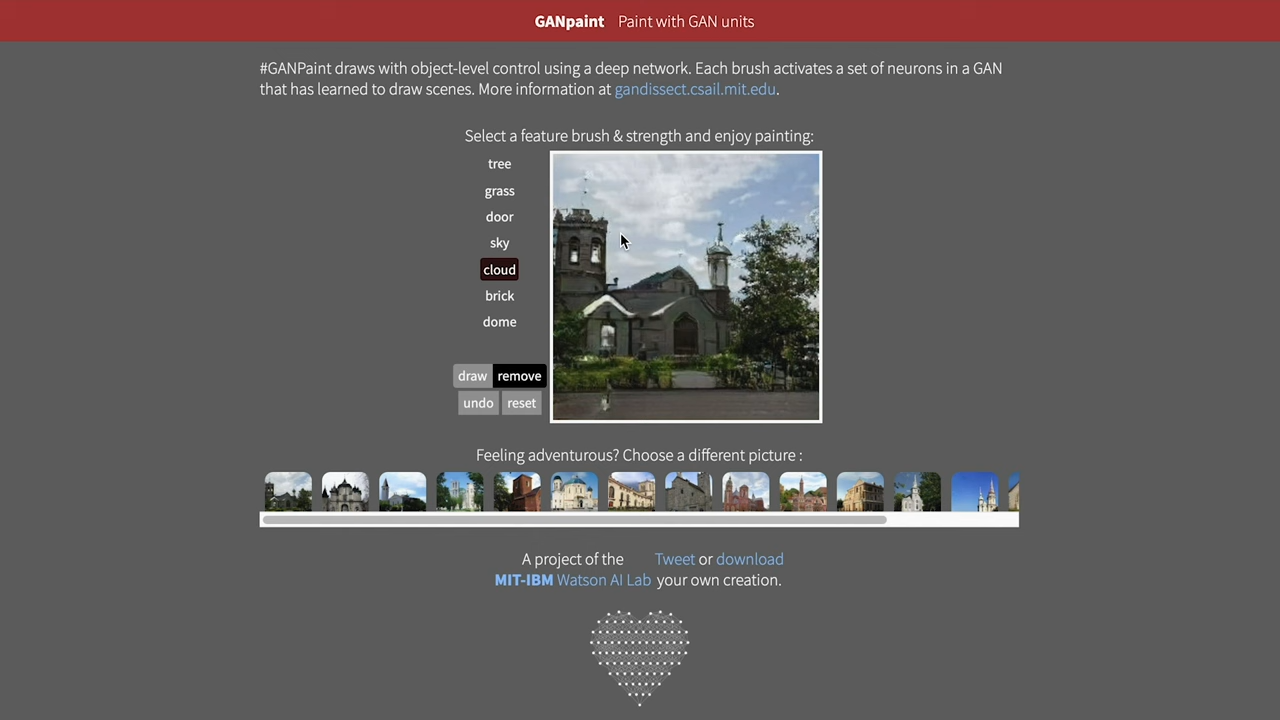 GANpaint Paint with GAN units
#GANPaint draws with object-level control using a deep network. Each brush activates a set of neurons in a GAN
that has learned to draw scenes. More information at gandissect.csail.mit.edu.
Select a feature brush & strength and enjoy painting:
tree
grass
door
sky
cloud
brick
dome
draw remove
undo reset
Feeling adventurous? Choose a different picture :
A project of the
MIT-IBM Watson AI Lab
Tweet or download
your own creation.